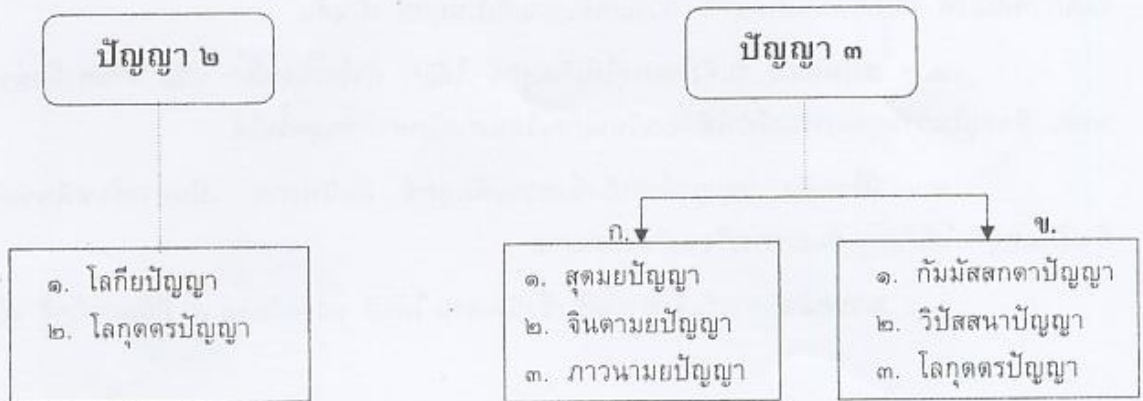 ปัญญา ๒
ปัญญา ๓
๑. โลกียปัญญา
๒. โลกุตตรปัญญา
ก.
๑. สุตมยปัญญา
๒. จินตามยปัญญา
๓. ภาวนามยปัญญา
ข.
๑. กัมมัสสกตาปัญญา
๒. วิปัสสนาปัญญา
๓. โลกุตตรปัญญา